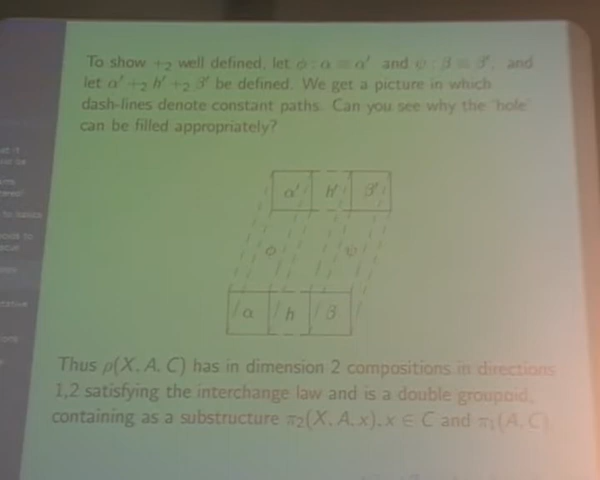 To show +₂ well defined, let ϕ : α ≡ α′ and ψ : β ≡ β′, and
let α′ +₂ h′ +₂ β′ be defined. We get a picture in which
dash-lines denote constant paths. Can you see why the 'hole'
can be filled appropriately?
α′ h′ β′
ϕ ψ
α h β
Thus ρ(X, A, C) has in dimension 2 compositions in directions
1,2 satisfying the interchange law and is a double groupoid,
containing as a substructure π₂(X, A, x), x ∈ C and π₁(A, C).